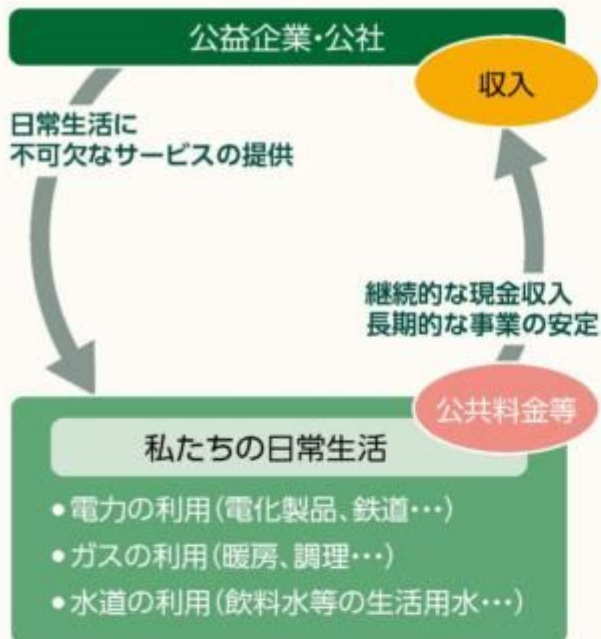 公益企業・公社
収入
日常生活に
不可欠なサービスの提供
継続的な現金収入
長期的な事業の安定
公共料金等
私たちの日常生活
●電力の利用(電化製品、鉄道・・・)
●ガスの利用(暖房、調理・・・)
●水道の利用(飲料水等の生活用水・・・)